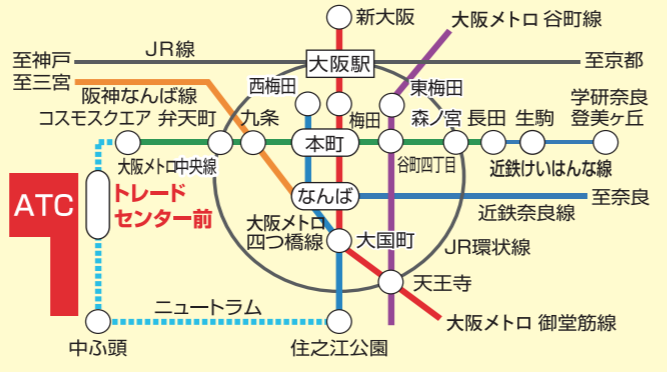 新大阪
大阪メトロ 谷町線
至神戸
JR線
大阪駅
至京都
至三宮
阪神なんば線
西梅田
東梅田
学研奈良
登美ヶ丘
コスモスクエア
弁天町
九条
本町
梅田
森ノ宮
長田
生駒
大阪メトロ中央線
谷町四丁目
近鉄けいはんな線
ATC
トレード
センター前
なんば
至奈良
近鉄奈良線
大阪メトロ
四つ橋線
大国町
JR環状線
天王寺
ニュートラム
大阪メトロ 御堂筋線
中ふ頭
住之江公園